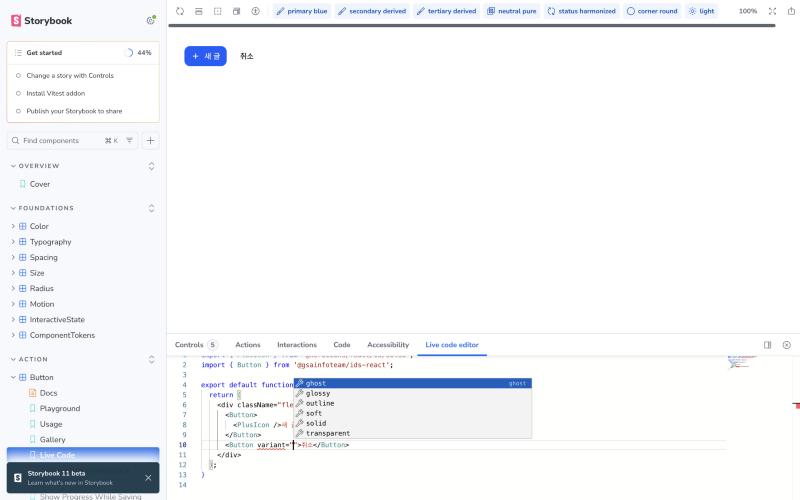 Storybook
Get started
44%
Change a story with Controls
Install Vitest addon
Publish your Storybook to share
Find components
⌘ K
OVERVIEW
Cover
FOUNDATIONS
Color
Typography
Spacing
Size
Radius
Motion
InteractiveState
ComponentTokens
ACTION
Button
Docs
Playground
Usage
Gallery
Live Code
Storybook 11 beta
Learn what's new in Storybook
Show Progress While Saving
primary blue
secondary derived
tertiary derived
neutral pure
status harmonized
corner round
light
100%
+ 새 글
취소
Controls 5
Actions
Interactions
Code
Accessibility
Live code editor
2 import { Button } from '@gsainfoteam/ids-react';
3
4 export default function
5 return (
6 <div className="fle
7 <Button>
8 <PlusIcon />새
9 </Button>
10 <Button variant="">취소</Button>
11 </div>
12 );
13 }
14
ghost ghost
glossy
outline
soft
solid
transparent